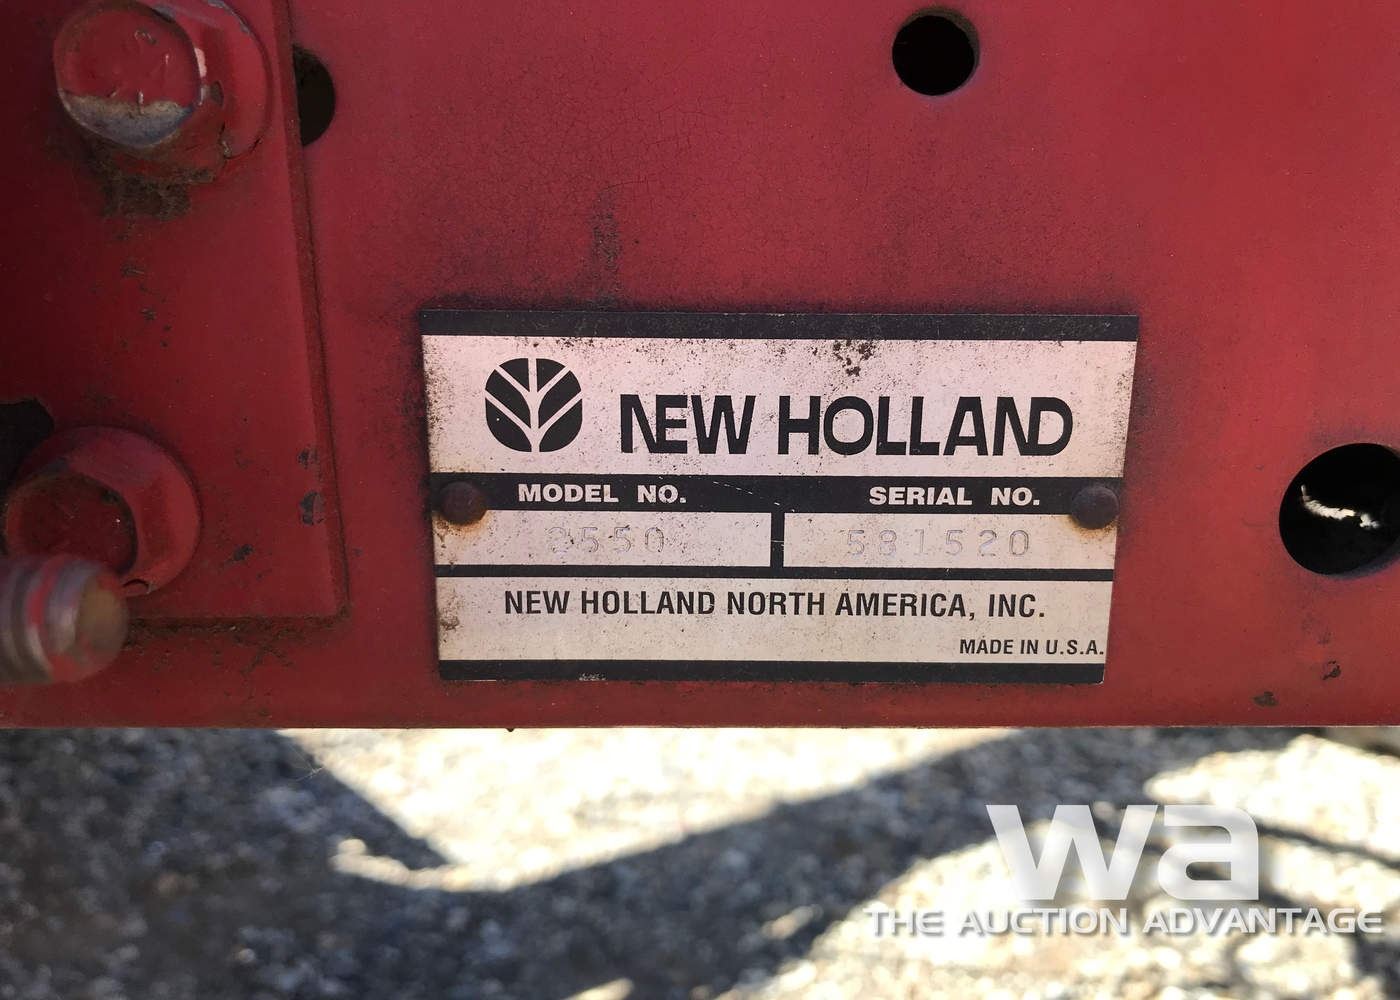 NEW HOLLAND
MODEL NO. SERIAL NO.
2550 581520
NEW HOLLAND NORTH AMERICA, INC.
MADE IN U.S.A.
wa
THE AUCTION ADVANTAGE